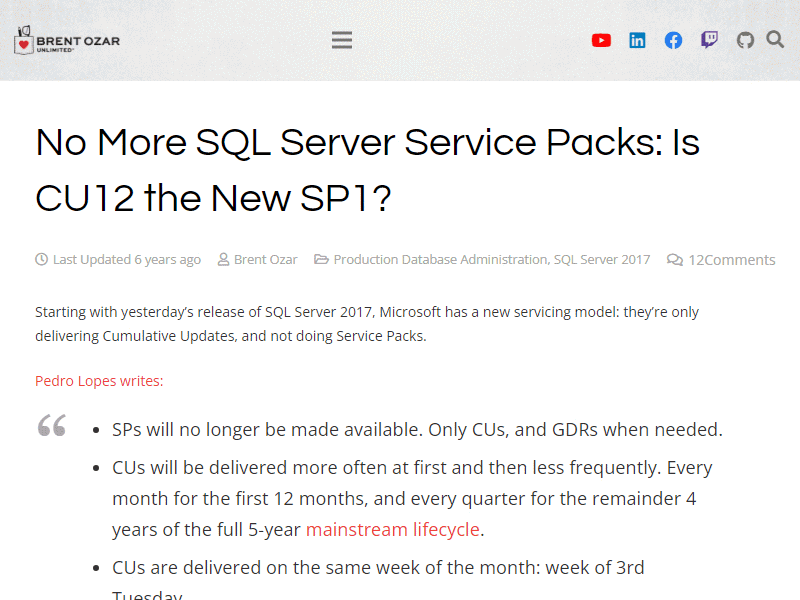 BRENT OZAR
UNLIMITED
No More SQL Server Service Packs: Is
CU12 the New SP1?
Last Updated 6 years ago Brent Ozar Production Database Administration, SQL Server 2017 12Comments
Starting with yesterday’s release of SQL Server 2017, Microsoft has a new servicing model: they’re only
delivering Cumulative Updates, and not doing Service Packs.
Pedro Lopes writes:
“
• SPs will no longer be made available. Only CUs, and GDRs when needed.
• CUs will be delivered more often at first and then less frequently. Every
month for the first 12 months, and every quarter for the remainder 4
years of the full 5-year mainstream lifecycle.
• CUs are delivered on the same week of the month: week of 3rd
Tuesday